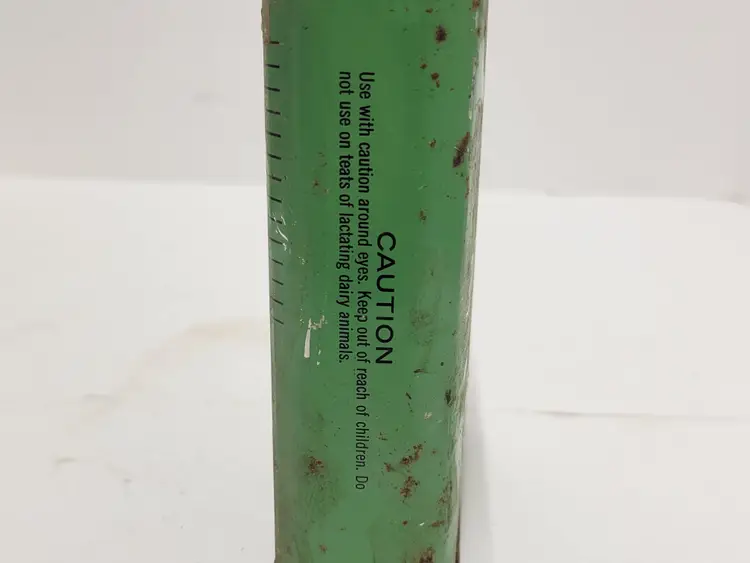 CAUTION
Use with caution around eyes. Keep out of reach of children. Do
not use on teats of lactating dairy animals.